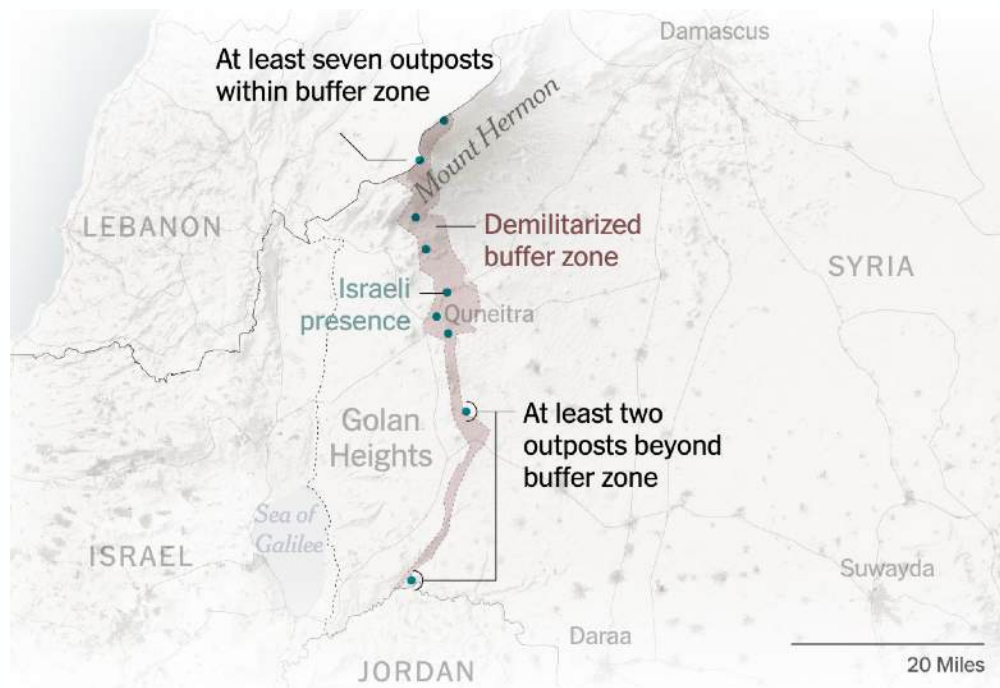 Damascus
At least seven outposts
within buffer zone
Mount Hermon
LEBANON
Demilitarized
buffer zone
SYRIA
Israeli
presence
Quneitra
Golan
Heights
At least two
outposts beyond
buffer zone
Sea of
Galilee
ISRAEL
Suwayda
Daraa
20 Miles
JORDAN